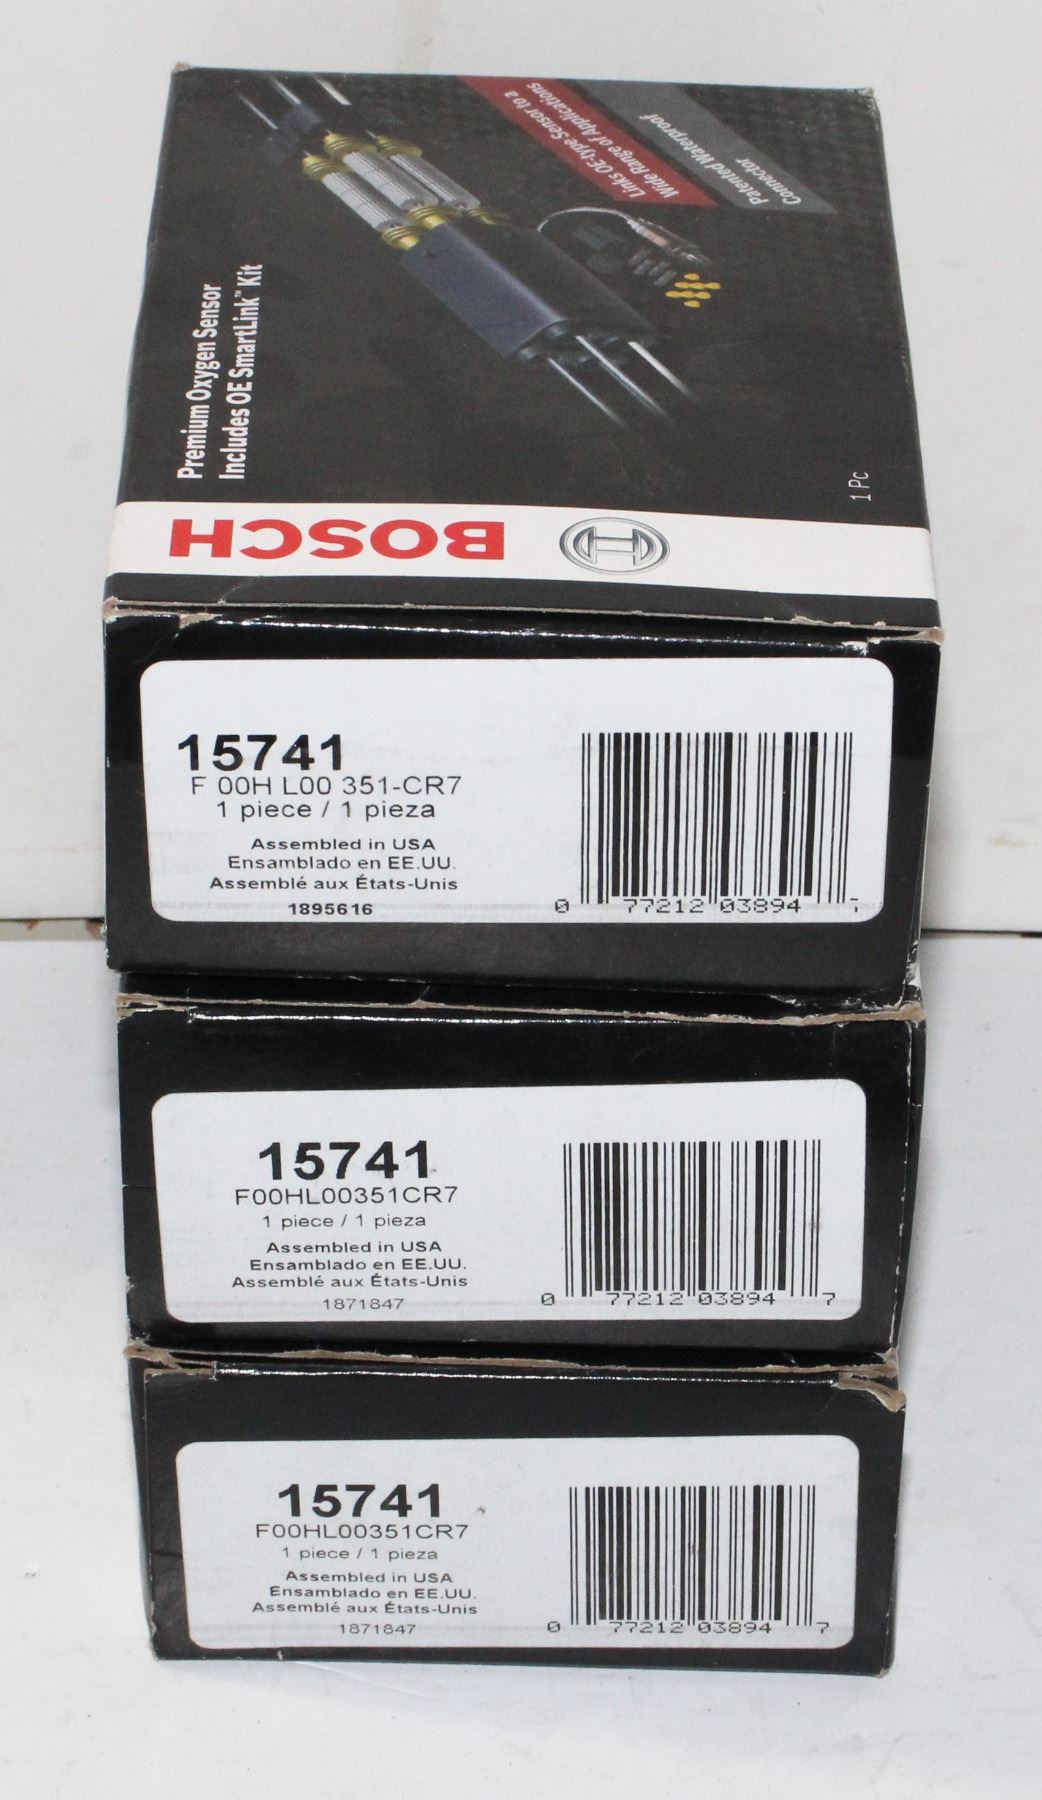 Links OE-type Sensor to a
Wide Range of Applications
Patented Waterproof
Connector
Premium Oxygen Sensor
Includes OE SmartLink™ Kit
1 Pc
BOSCH
15741
F 00H L00 351-CR7
1 piece / 1 pieza
Assembled in USA
Ensamblado en EE.UU.
Assemblé aux États-Unis
1895616
0 77212 03894 7
15741
F00HL00351CR7
1 piece / 1 pieza
Assembled in USA
Ensamblado en EE.UU.
Assemblé aux États-Unis
1871847
0 77212 03894 7
15741
F00HL00351CR7
1 piece / 1 pieza
Assembled in USA
Ensamblado en EE.UU.
Assemblé aux États-Unis
1871847
0 77212 03894 7